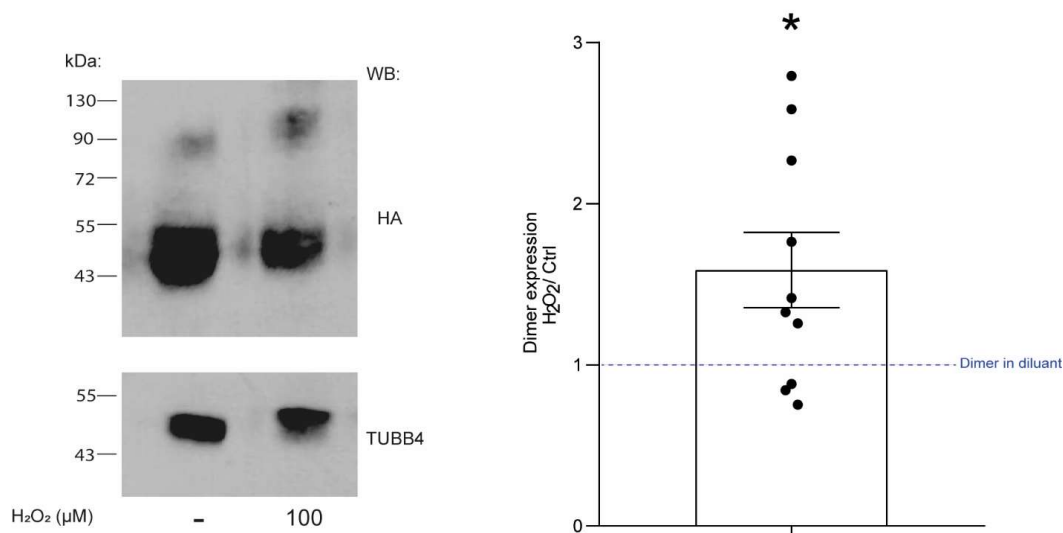 kDa:
WB:
130
90
72
55
43
HA
55
43
TUBB4
H₂O₂ (µM)
-
100
*
3
2
1
0
Dimer expression
H₂O₂/ Ctrl
Dimer in diluant